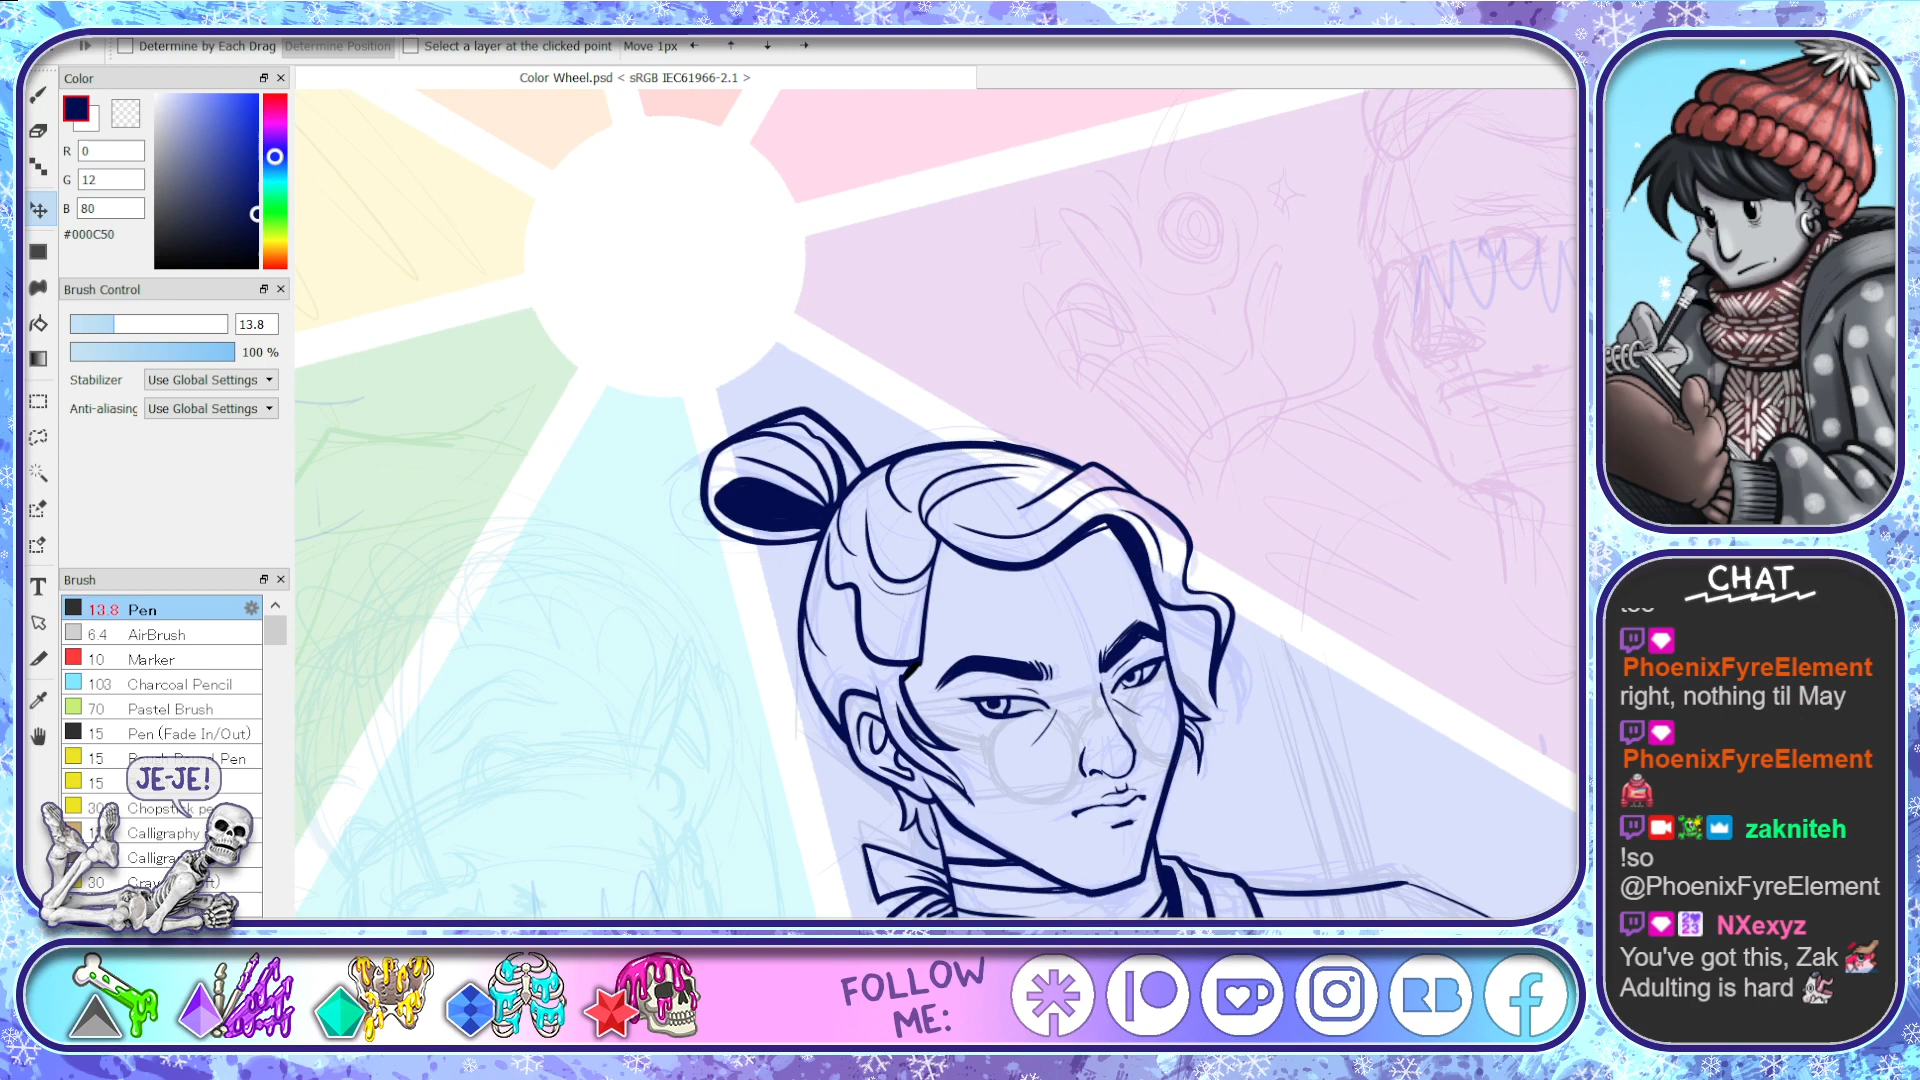 Determine by Each Drag Determine Position Select a layer at the clicked point Move 1px
Color
Color Wheel.psd < sRGB IEC61966-2.1 >
R 0
G 12
B 80
#000C50
Brush Control
13.8
100 %
Stabilizer Use Global Settings
Anti-aliasing Use Global Settings
Brush
13.8 Pen
6.4 AirBrush
10 Marker
103 Charcoal Pencil
70 Pastel Brush
15 Pen (Fade In/Out)
15 Pen
15
JE-JE!
Calligraphy
30
T
CHAT
PhoenixFyreElement
right, nothing til May
PhoenixFyreElement
zakniteh
!so
@PhoenixFyreElement
NXexyz
You've got this, Zak
Adulting is hard
FOLLOW
ME:
RB